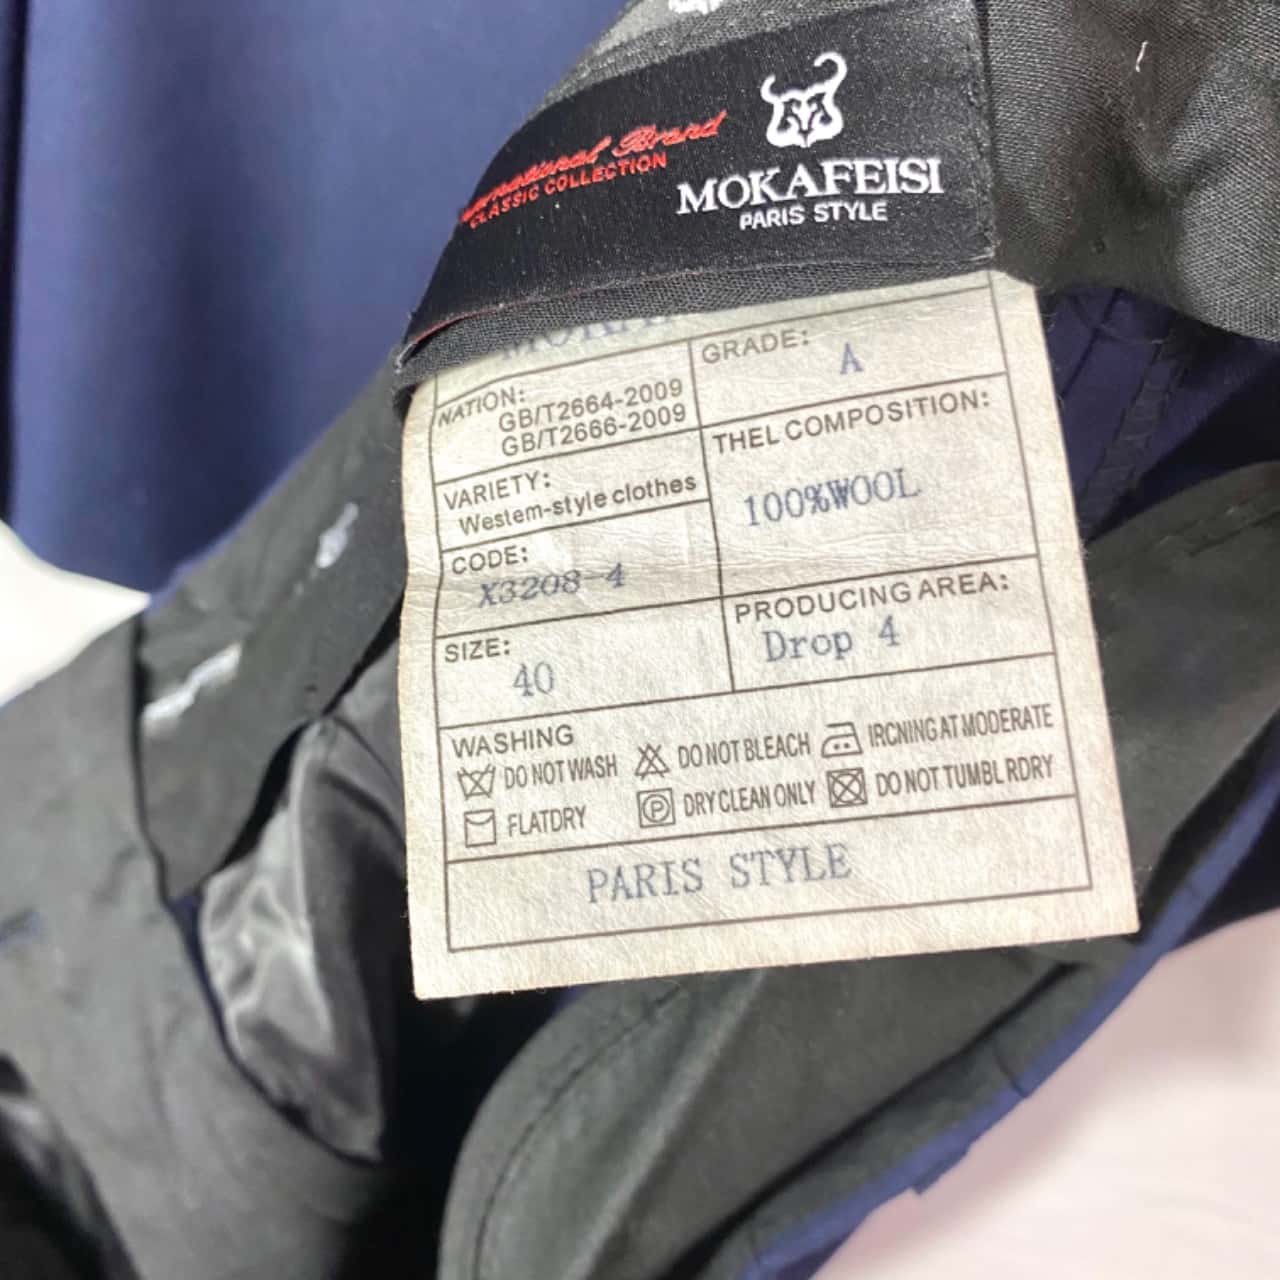 Brand
CLASSIC COLLECTION
MOKAFEISI
PARIS STYLE
NATION:
GB/T2664-2009
GB/T2666-2009
GRADE:
A
VARIETY:
Westem-style clothes
THEL COMPOSITION:
100%WOOL
CODE:
X3208-4
SIZE:
40
PRODUCING AREA:
Drop 4
WASHING
DO NOT WASH
DO NOT BLEACH
IRCNING AT MODERATE
FLATDRY
P
DRY CLEAN ONLY
DO NOT TUMBL RDRY
PARIS STYLE